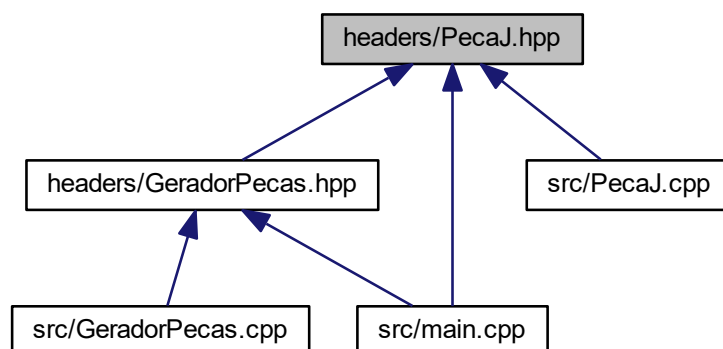 headers/PecaJ.hpp
headers/GeradorPecas.hpp
src/PecaJ.cpp
src/GeradorPecas.cpp
src/main.cpp